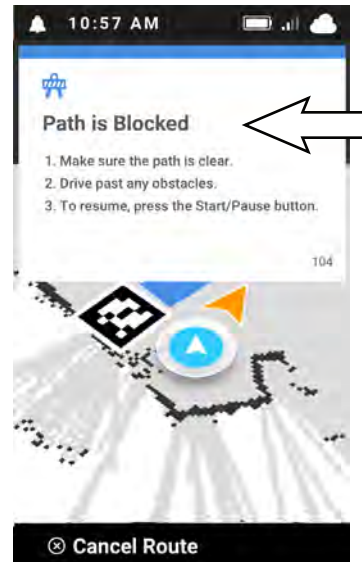 10:57 AM
Path is Blocked
1. Make sure the path is clear.
2. Drive past any obstacles.
3. To resume, press the Start/Pause button.
104
Cancel Route